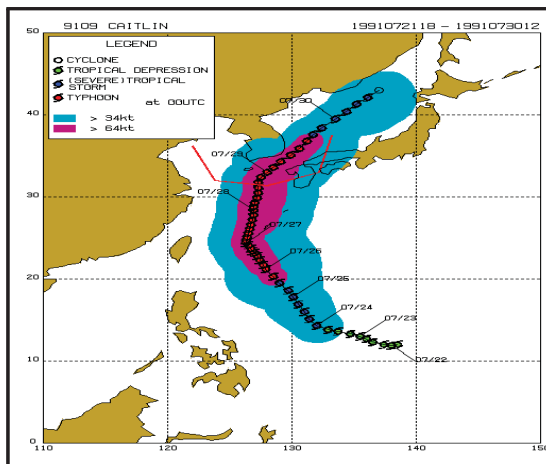 9109 CAITLIN 1991072118 - 1991073012
LEGEND
CYCLONE
TROPICAL DEPRESSION
(SEVERE)TROPICAL
STORM
TYPHOON at 00UTC
> 34kt
> 64kt
50
40
30
20
10
0
07/30
07/29
07/28
07/27
07/26
07/25
07/24
07/23
07/22
110 120 130 140 150